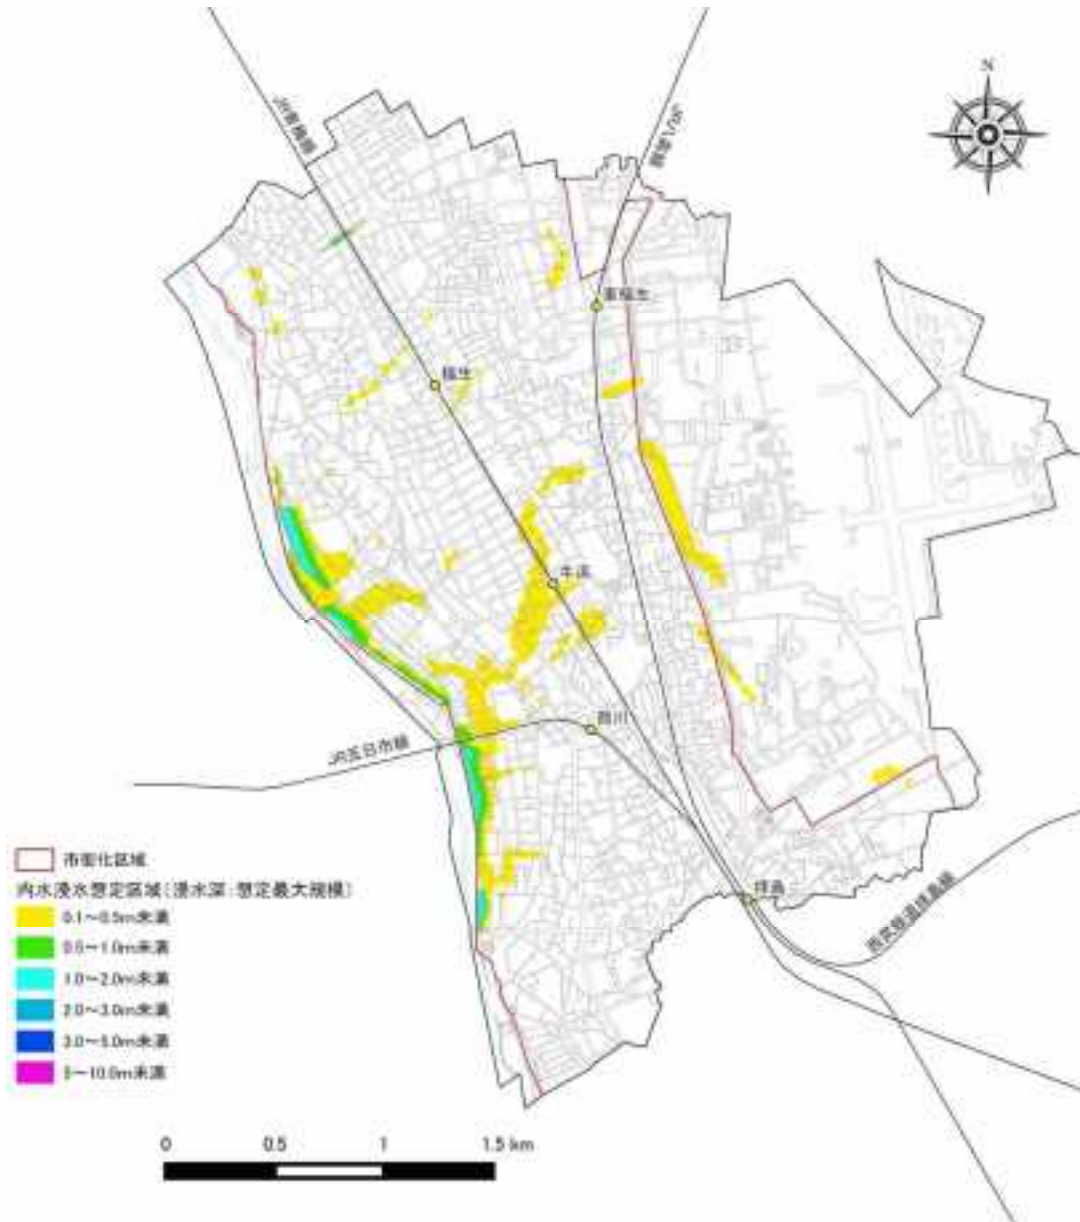 N
JR青梅線
JR八高線
東福生
福生
牛浜
熊川
JR五日市線
拝島
西武鉄道拝島線
市街化区域
内水浸水想定区域(浸水深:想定最大規模)
0.1~0.5m未満
0.5~1.0m未満
1.0~2.0m未満
2.0~3.0m未満
3.0~5.0m未満
5~10.0m未満
0 0.5 1 1.5 km